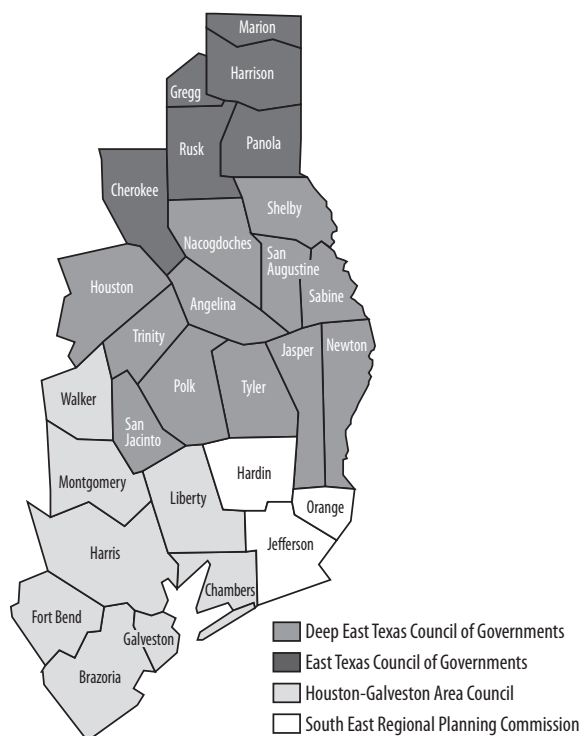 Marion
Harrison
Gregg
Rusk
Panola
Cherokee
Shelby
Nacogdoches
San
Augustine
Houston
Sabine
Angelina
Trinity
Jasper
Newton
Polk
Tyler
Walker
San
Jacinto
Hardin
Montgomery
Liberty
Orange
Jefferson
Harris
Chambers
Fort Bend
Galveston
Brazoria
Deep East Texas Council of Governments
East Texas Council of Governments
Houston-Galveston Area Council
South East Regional Planning Commission